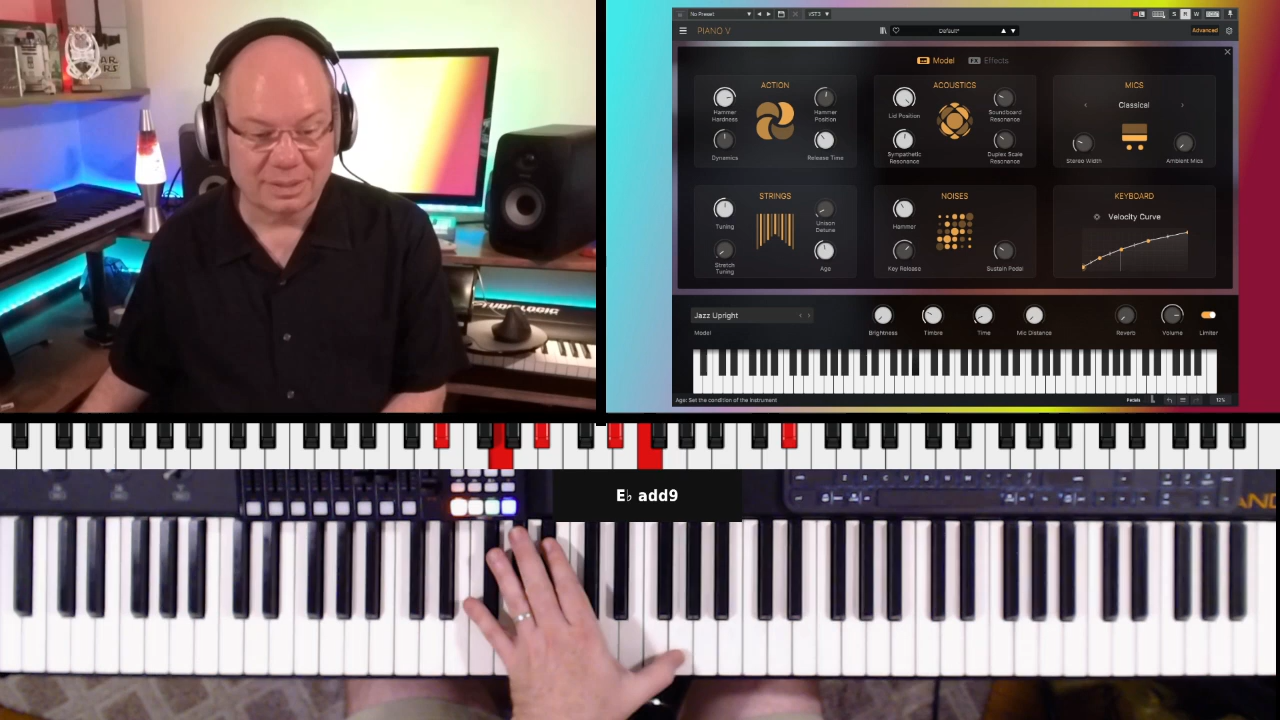 No Preset
VST3
S R W
PIANO V
Default*
Advanced
Model
Effects
ACTION
Hammer Hardness
Hammer Position
Dynamics
Release Time
ACOUSTICS
Lid Position
Soundboard Resonance
Sympathetic Resonance
Duplex Scale Resonance
MICS
Classical
Stereo Width
Ambient Mics
STRINGS
Tuning
Unison Detune
Stretch Tuning
Age
NOISES
Hammer
Key Release
Sustain Pedal
KEYBOARD
Velocity Curve
Jazz Upright
Model
Brightness
Timbre
Time
Mic Distance
Reverb
Volume
Limiter
Age: Set the condition of the instrument
Pedals
STUDIOLOGIC
E♭ add9